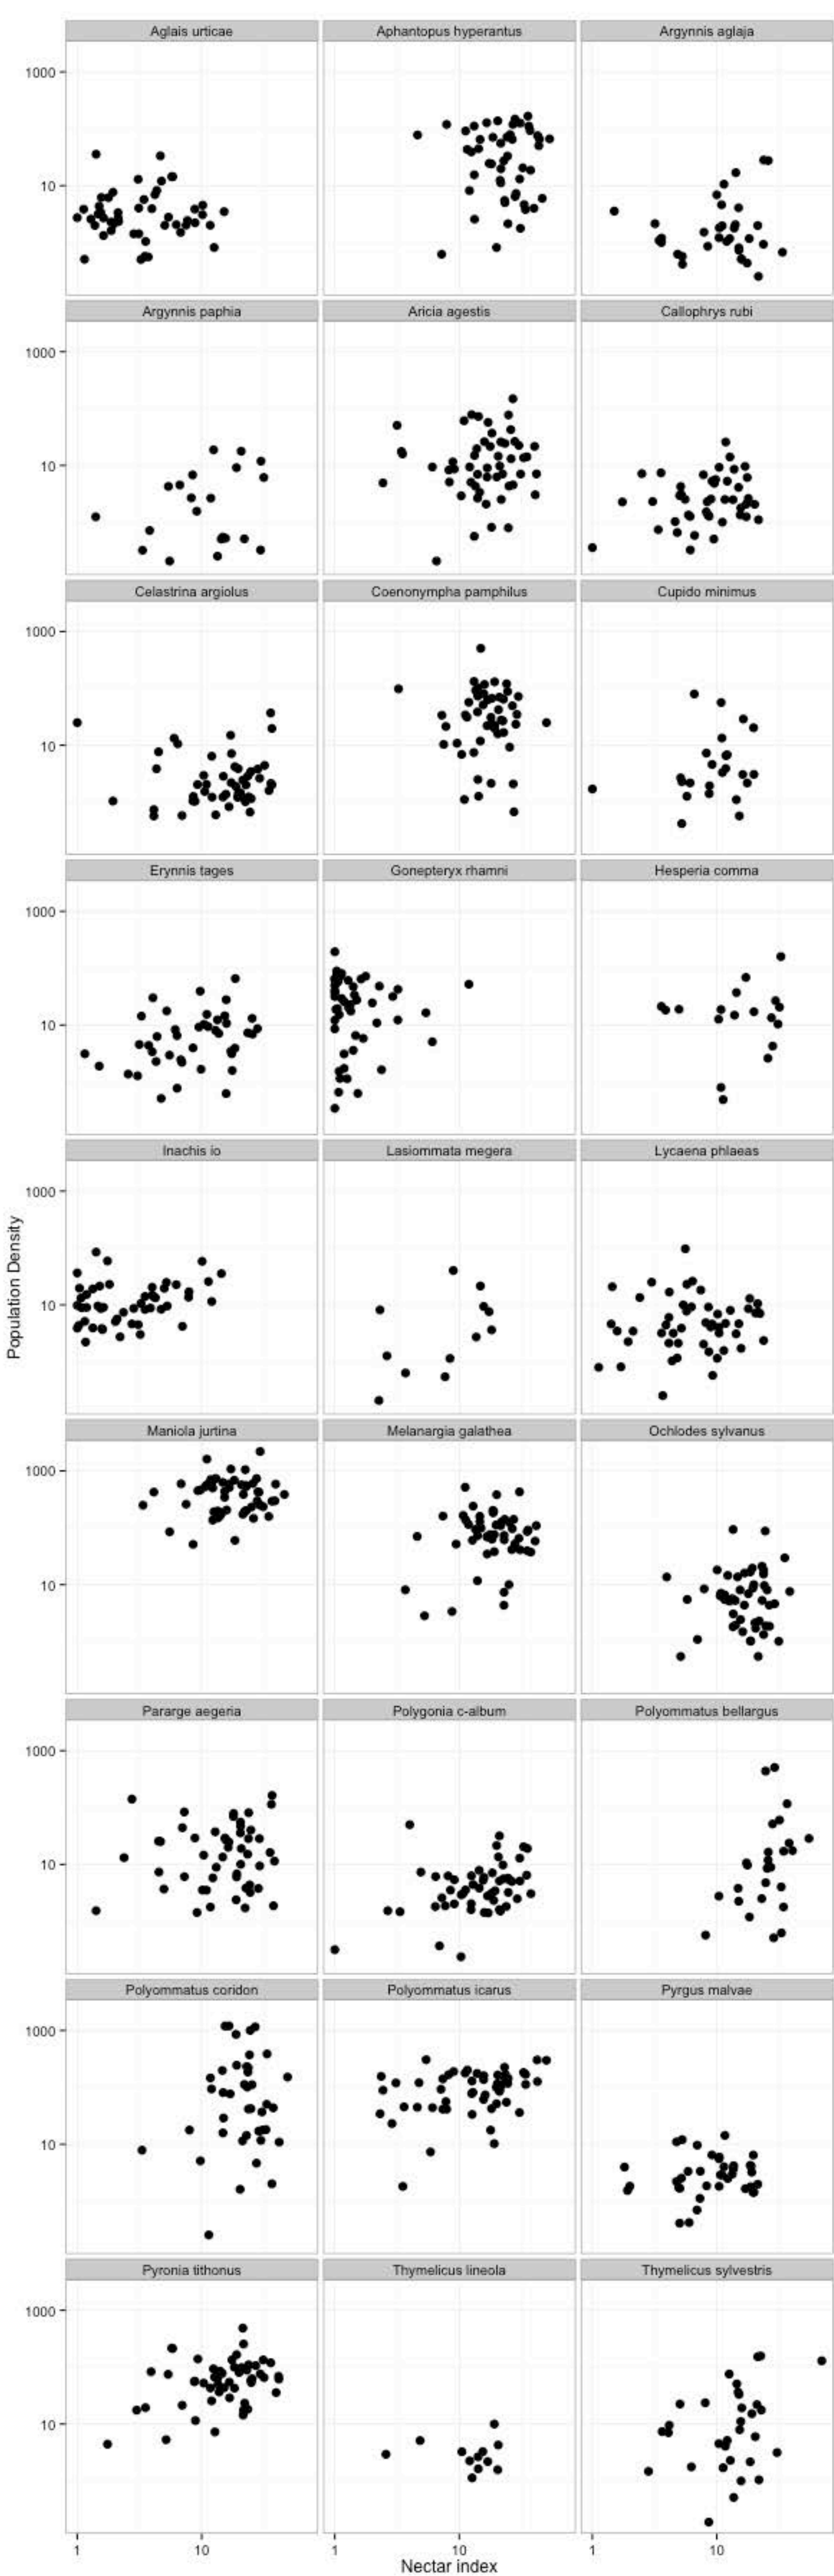 Aglais urticae Aphantopus hyperantus Argynnis aglaja
1000
10
Argynnis paphia Aricia agestis Callophrys rubi
1000
10
Celastrina argiolus Coenonympha pamphilus Cupido minimus
1000
10
Erynnis tages Gonepteryx rhamni Hesperia comma
1000
10
Inachis io Lasiommata megera Lycaena phlaeas
1000
10
Population Density
Maniola jurtina Melanargia galathea Ochlodes sylvanus
1000
10
Pararge aegeria Polygonia c-album Polyommatus bellargus
1000
10
Polyommatus coridon Polyommatus icarus Pyrgus malvae
1000
10
Pyronia tithonus Thymelicus lineola Thymelicus sylvestris
1000
10
1 10 1 10 1 10
Nectar index